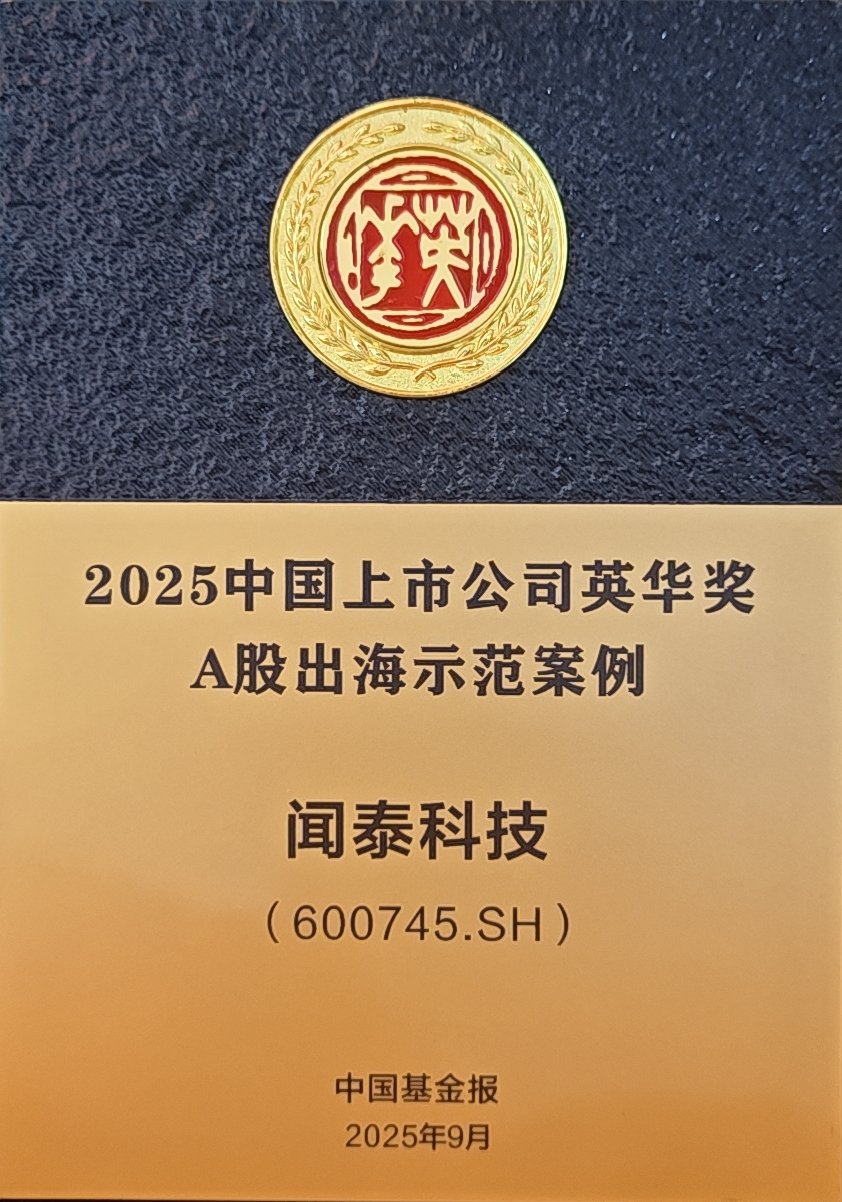 2025中国上市公司英华奖
A股出海示范案例
闻泰科技
（600745.SH）
中国基金报
2025年9月